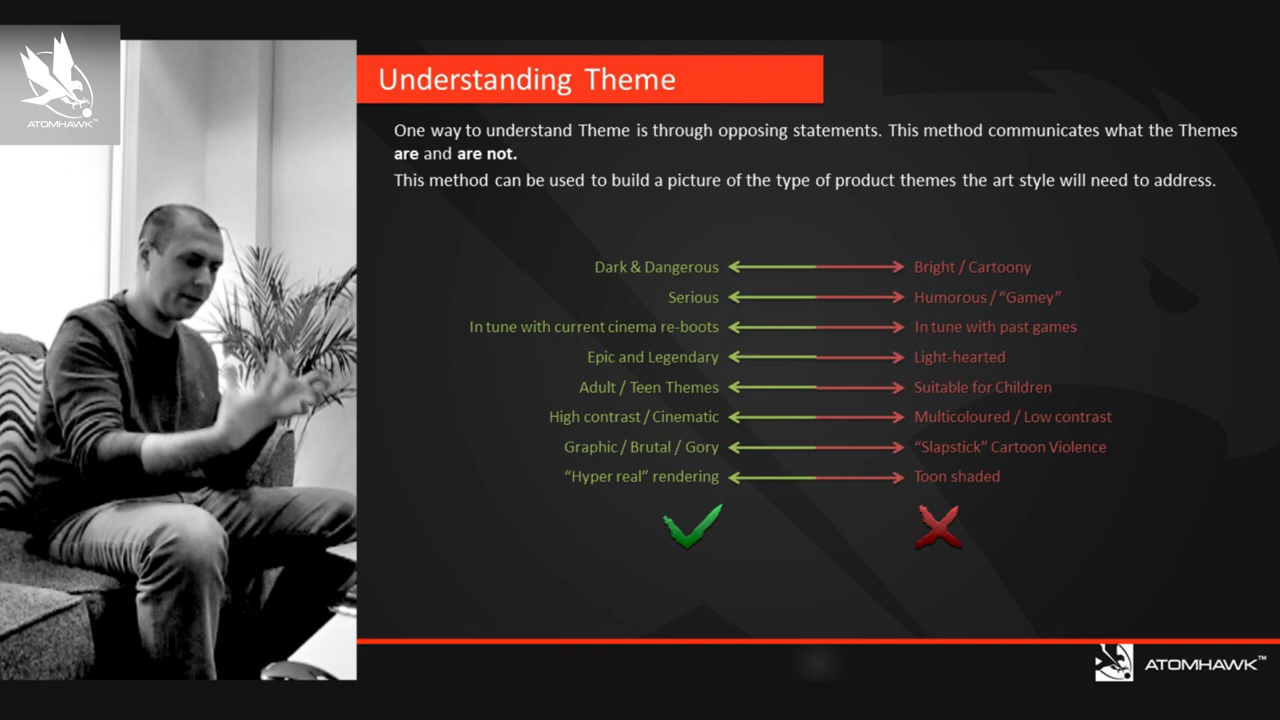 ATOMHAWK™
Understanding Theme
One way to understand Theme is through opposing statements. This method communicates what the Themes
are and are not.
This method can be used to build a picture of the type of product themes the art style will need to address.
Dark & Dangerous Bright / Cartoony
Serious Humorous / “Gamey”
In tune with current cinema re-boots In tune with past games
Epic and Legendary Light-hearted
Adult / Teen Themes Suitable for Children
High contrast / Cinematic Multicoloured / Low contrast
Graphic / Brutal / Gory “Slapstick” Cartoon Violence
“Hyper real” rendering Toon shaded
ATOMHAWK™